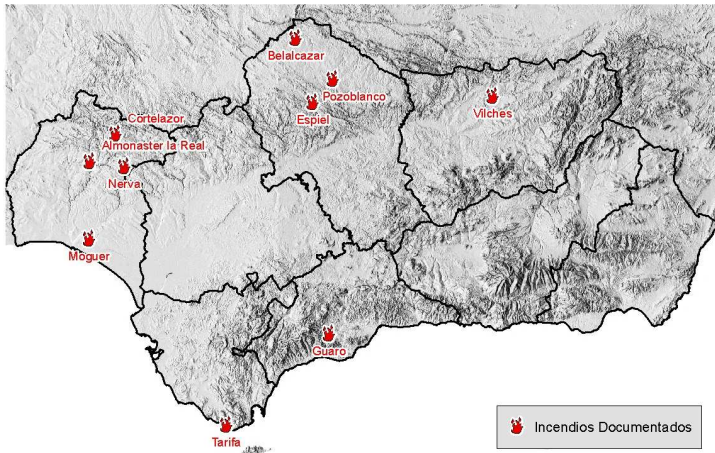 Belalcazar
Pozoblanco
Espiel
Vilches
Cortelazor
Almonaster la Real
Nerva
Moguer
Guaro
Tarifa
Incendios Documentados